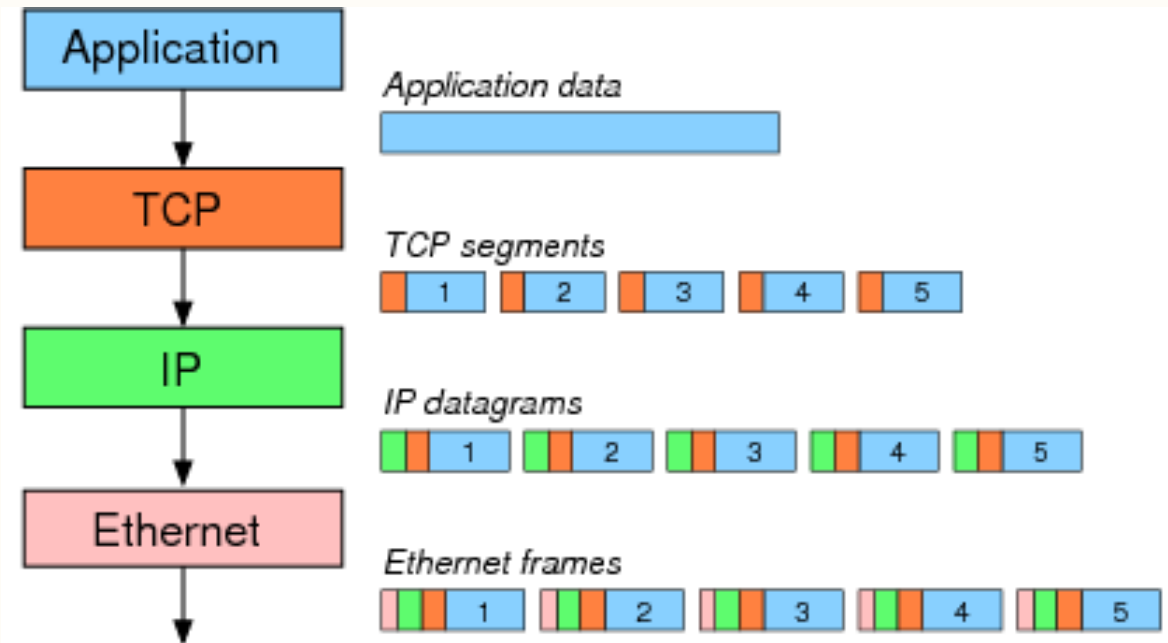 Application
Application data
TCP
TCP segments
1 2 3 4 5
IP
IP datagrams
1 2 3 4 5
Ethernet
Ethernet frames
1 2 3 4 5